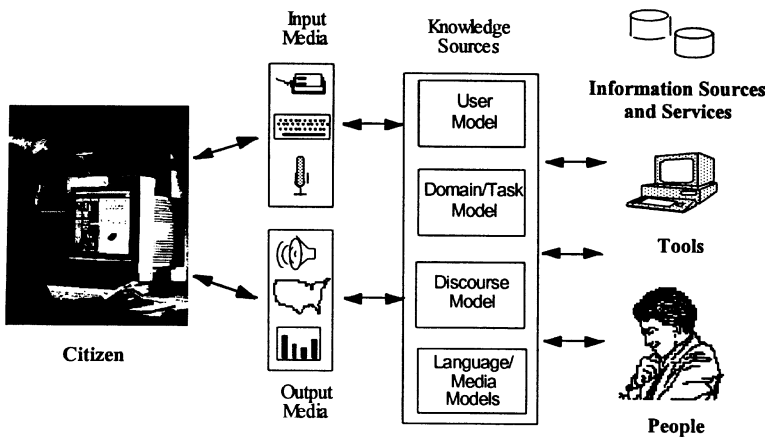 Input
Media
Knowledge
Sources
User
Model
Domain/Task
Model
Discourse
Model
Language/
Media
Models
Information Sources
and Services
Tools
People
Citizen
Output
Media